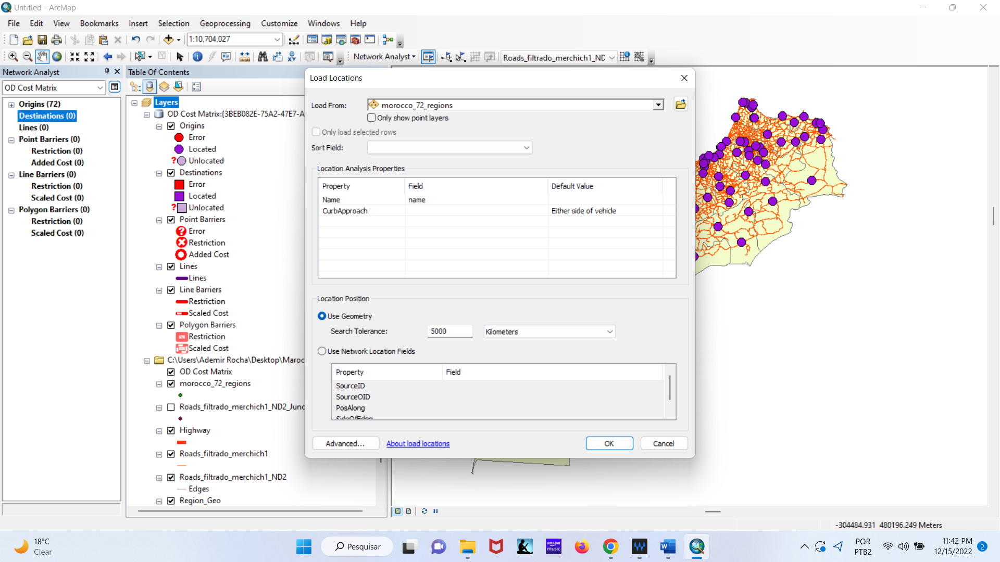 Untitled - ArcMap
File Edit View Bookmarks Insert Selection Geoprocessing Customize Windows Help
1:10,704,027
Network Analyst
Roads_filtrado_merchich1_NC
Network Analyst
OD Cost Matrix
Origins (72)
Destinations (0)
Lines (0)
Point Barriers (0)
Restriction (0)
Added Cost (0)
Line Barriers (0)
Restriction (0)
Scaled Cost (0)
Polygon Barriers (0)
Restriction (0)
Scaled Cost (0)
Table Of Contents
Layers
OD Cost Matrix:{3BEB082E-75A2-47E7-A
Origins
Error
Located
? Unlocated
Destinations
Error
Located
? Unlocated
Point Barriers
Error
Restriction
Added Cost
Lines
Lines
Line Barriers
Restriction
Scaled Cost
Polygon Barriers
Restriction
Scaled Cost
C:\Users\Ademir Rocha\Desktop\Maroc
OD Cost Matrix
morocco_72_regions
Roads_filtrado_merchich1_ND2_Junc
Highway
Roads_filtrado_merchich1
Roads_filtrado_merchich1_ND2
Edges
Region_Geo
Load Locations
Load From: morocco_72_regions
Only show point layers
Only load selected rows
Sort Field:
Location Analysis Properties
Property Field Default Value
Name name
CurbApproach Either side of vehicle
Location Position
Use Geometry
Search Tolerance: 5000 Kilometers
Use Network Location Fields
Property Field
SourceID
SourceOID
PosAlong
SideOfEdge
Advanced... About load locations OK Cancel
-304484.931 480196.249 Meters
18°C
Clear
Pesquisar
amazon music
POR
PTB2
11:42 PM
12/15/2022
2